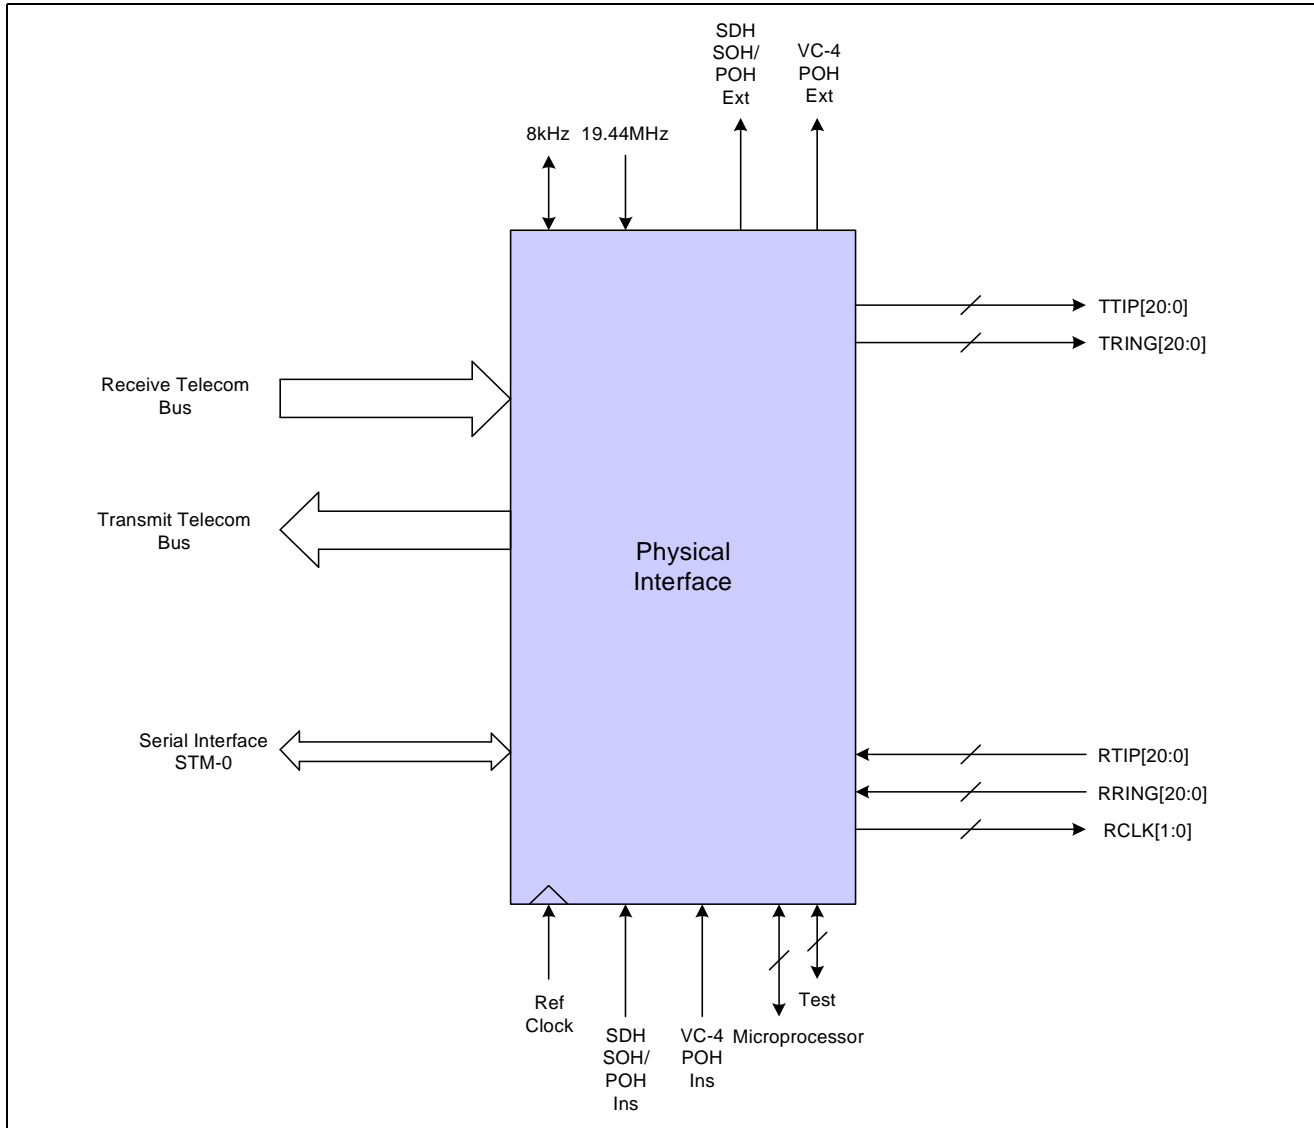 SDH
SOH/
POH
Ext
VC-4
POH
Ext
8kHz
19.44MHz
TTIP[20:0]
TRING[20:0]
Receive Telecom
Bus
Transmit Telecom
Bus
Physical
Interface
Serial Interface
STM-0
RTIP[20:0]
RRING[20:0]
RCLK[1:0]
Ref
Clock
SDH
SOH/
POH
Ins
VC-4
POH
Ins
Microprocessor
Test